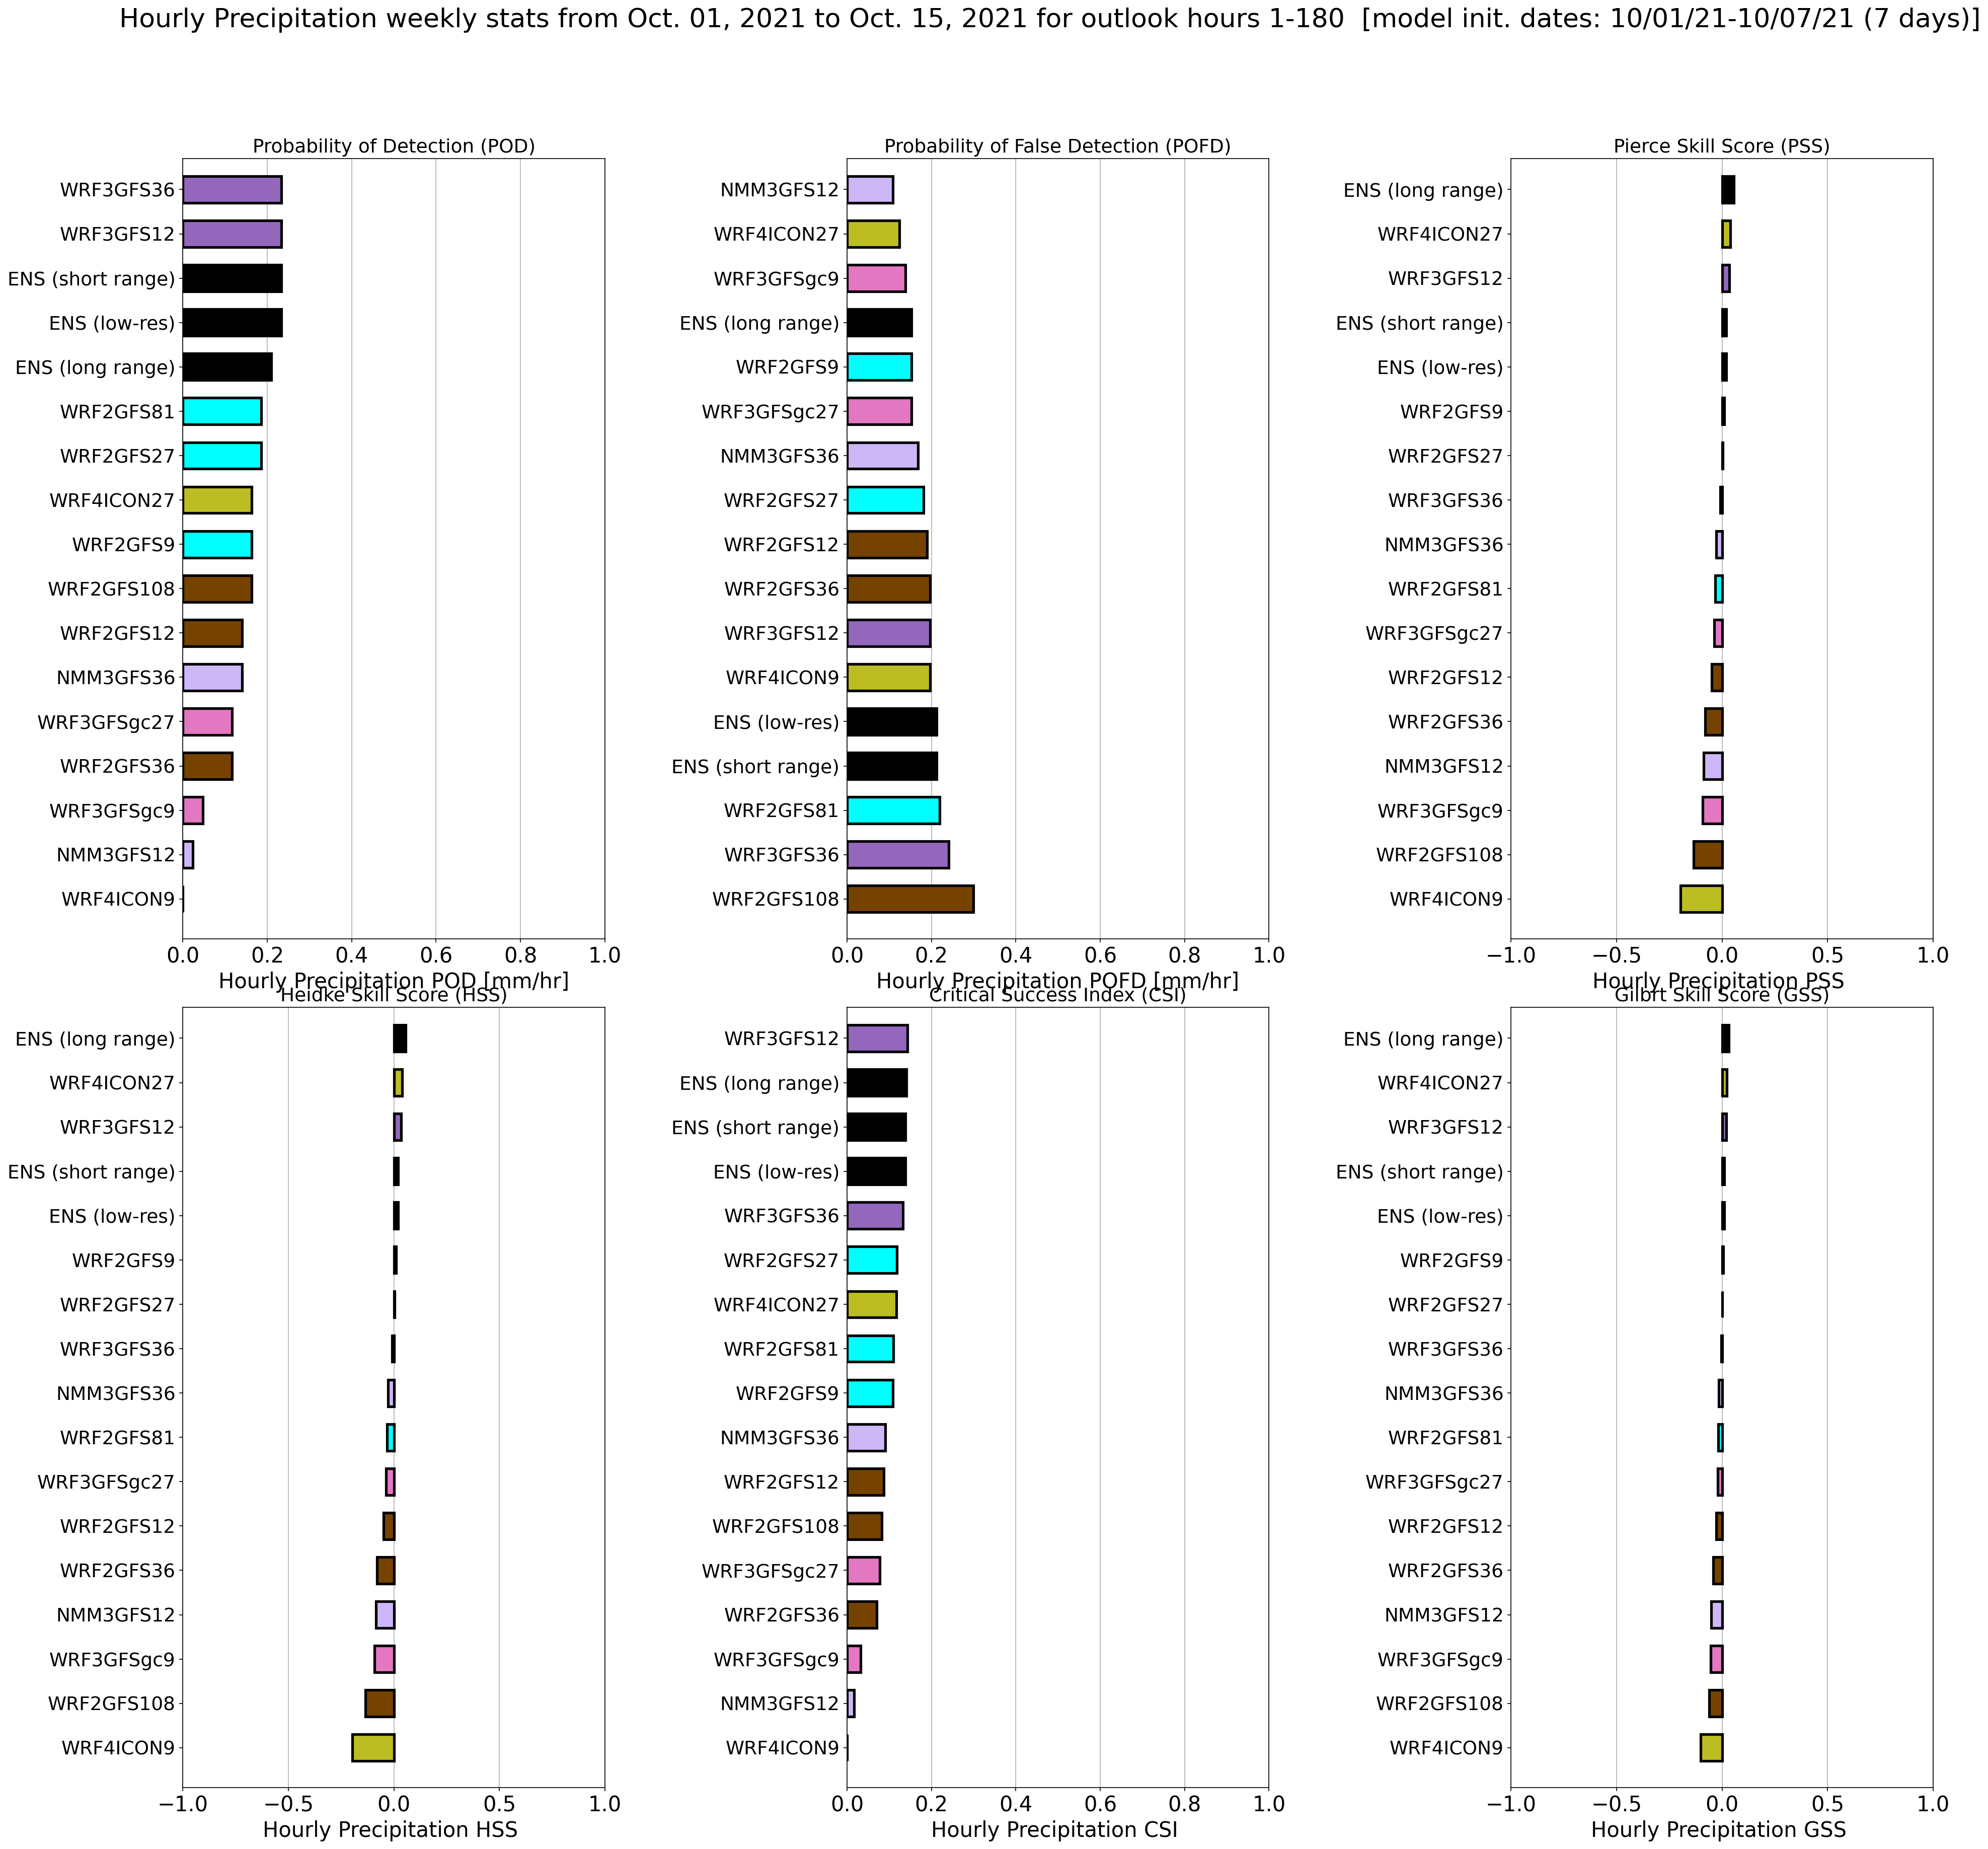 Hourly Precipitation weekly stats from Oct. 01, 2021 to Oct. 15, 2021 for outlook hours 1-180  [model init. dates: 10/01/21-10/07/21 (7 days)]
Probability of Detection (POD)
WRF3GFS36
WRF3GFS12
ENS (short range)
ENS (low-res)
ENS (long range)
WRF2GFS81
WRF2GFS27
WRF4ICON27
WRF2GFS9
WRF2GFS108
WRF2GFS12
NMM3GFS36
WRF3GFSgc27
WRF2GFS36
WRF3GFSgc9
NMM3GFS12
WRF4ICON9
0.0 0.2 0.4 0.6 0.8 1.0
Hourly Precipitation POD [mm/hr]
Probability of False Detection (POFD)
NMM3GFS12
WRF4ICON27
WRF3GFSgc9
ENS (long range)
WRF2GFS9
WRF3GFSgc27
NMM3GFS36
WRF2GFS27
WRF2GFS12
WRF2GFS36
WRF3GFS12
WRF4ICON9
ENS (low-res)
ENS (short range)
WRF2GFS81
WRF3GFS36
WRF2GFS108
0.0 0.2 0.4 0.6 0.8 1.0
Hourly Precipitation POFD [mm/hr]
Pierce Skill Score (PSS)
ENS (long range)
WRF4ICON27
WRF3GFS12
ENS (short range)
ENS (low-res)
WRF2GFS9
WRF2GFS27
WRF3GFS36
NMM3GFS36
WRF2GFS81
WRF3GFSgc27
WRF2GFS12
WRF2GFS36
NMM3GFS12
WRF3GFSgc9
WRF2GFS108
WRF4ICON9
−1.0 −0.5 0.0 0.5 1.0
Hourly Precipitation PSS
Heidke Skill Score (HSS)
ENS (long range)
WRF4ICON27
WRF3GFS12
ENS (short range)
ENS (low-res)
WRF2GFS9
WRF2GFS27
WRF3GFS36
NMM3GFS36
WRF2GFS81
WRF3GFSgc27
WRF2GFS12
WRF2GFS36
NMM3GFS12
WRF3GFSgc9
WRF2GFS108
WRF4ICON9
−1.0 −0.5 0.0 0.5 1.0
Hourly Precipitation HSS
Critical Success Index (CSI)
WRF3GFS12
ENS (long range)
ENS (short range)
ENS (low-res)
WRF3GFS36
WRF2GFS27
WRF4ICON27
WRF2GFS81
WRF2GFS9
NMM3GFS36
WRF2GFS12
WRF2GFS108
WRF3GFSgc27
WRF2GFS36
WRF3GFSgc9
NMM3GFS12
WRF4ICON9
0.0 0.2 0.4 0.6 0.8 1.0
Hourly Precipitation CSI
Gilbrt Skill Score (GSS)
ENS (long range)
WRF4ICON27
WRF3GFS12
ENS (short range)
ENS (low-res)
WRF2GFS9
WRF2GFS27
WRF3GFS36
NMM3GFS36
WRF2GFS81
WRF3GFSgc27
WRF2GFS12
WRF2GFS36
NMM3GFS12
WRF3GFSgc9
WRF2GFS108
WRF4ICON9
−1.0 −0.5 0.0 0.5 1.0
Hourly Precipitation GSS